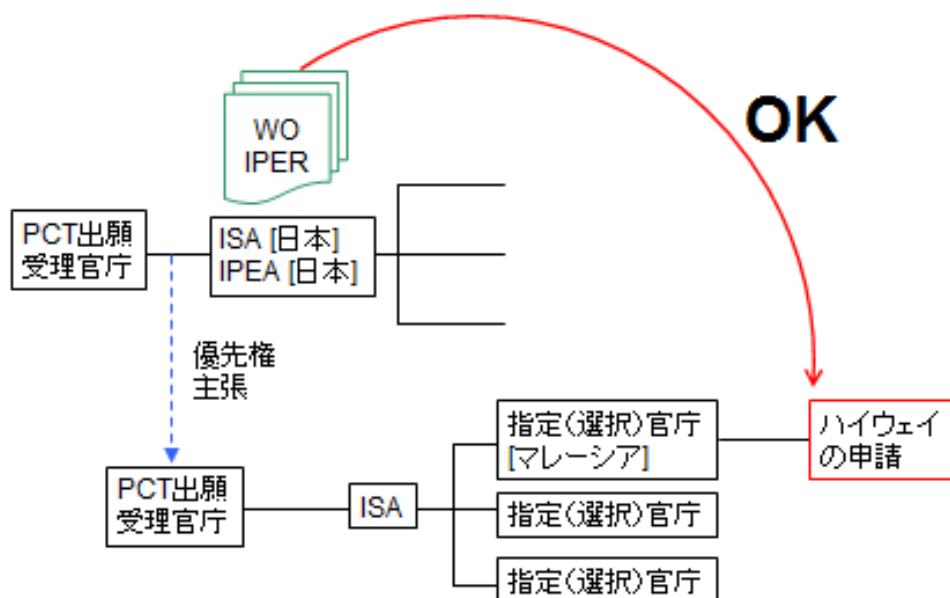 WO
IPER
OK
PCT出願
受理官庁
ISA [日本]
IPEA [日本]
優先権
主張
指定(選択)官庁
[マレーシア]
ハイウェイ
の申請
PCT出願
受理官庁
ISA
指定(選択)官庁
指定(選択)官庁